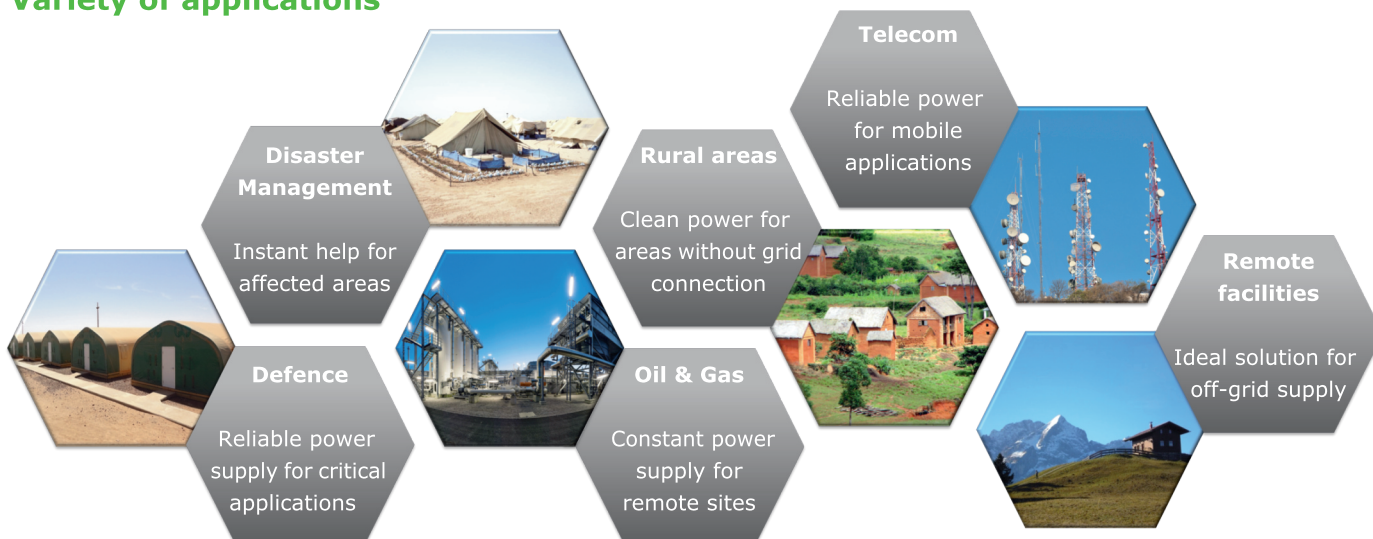 Variety of applications
Telecom
Reliable power
for mobile
applications
Disaster
Management
Instant help for
affected areas
Rural areas
Clean power for
areas without grid
connection
Remote
facilities
Ideal solution for
off-grid supply
Defence
Reliable power
supply for critical
applications
Oil & Gas
Constant power
supply for
remote sites